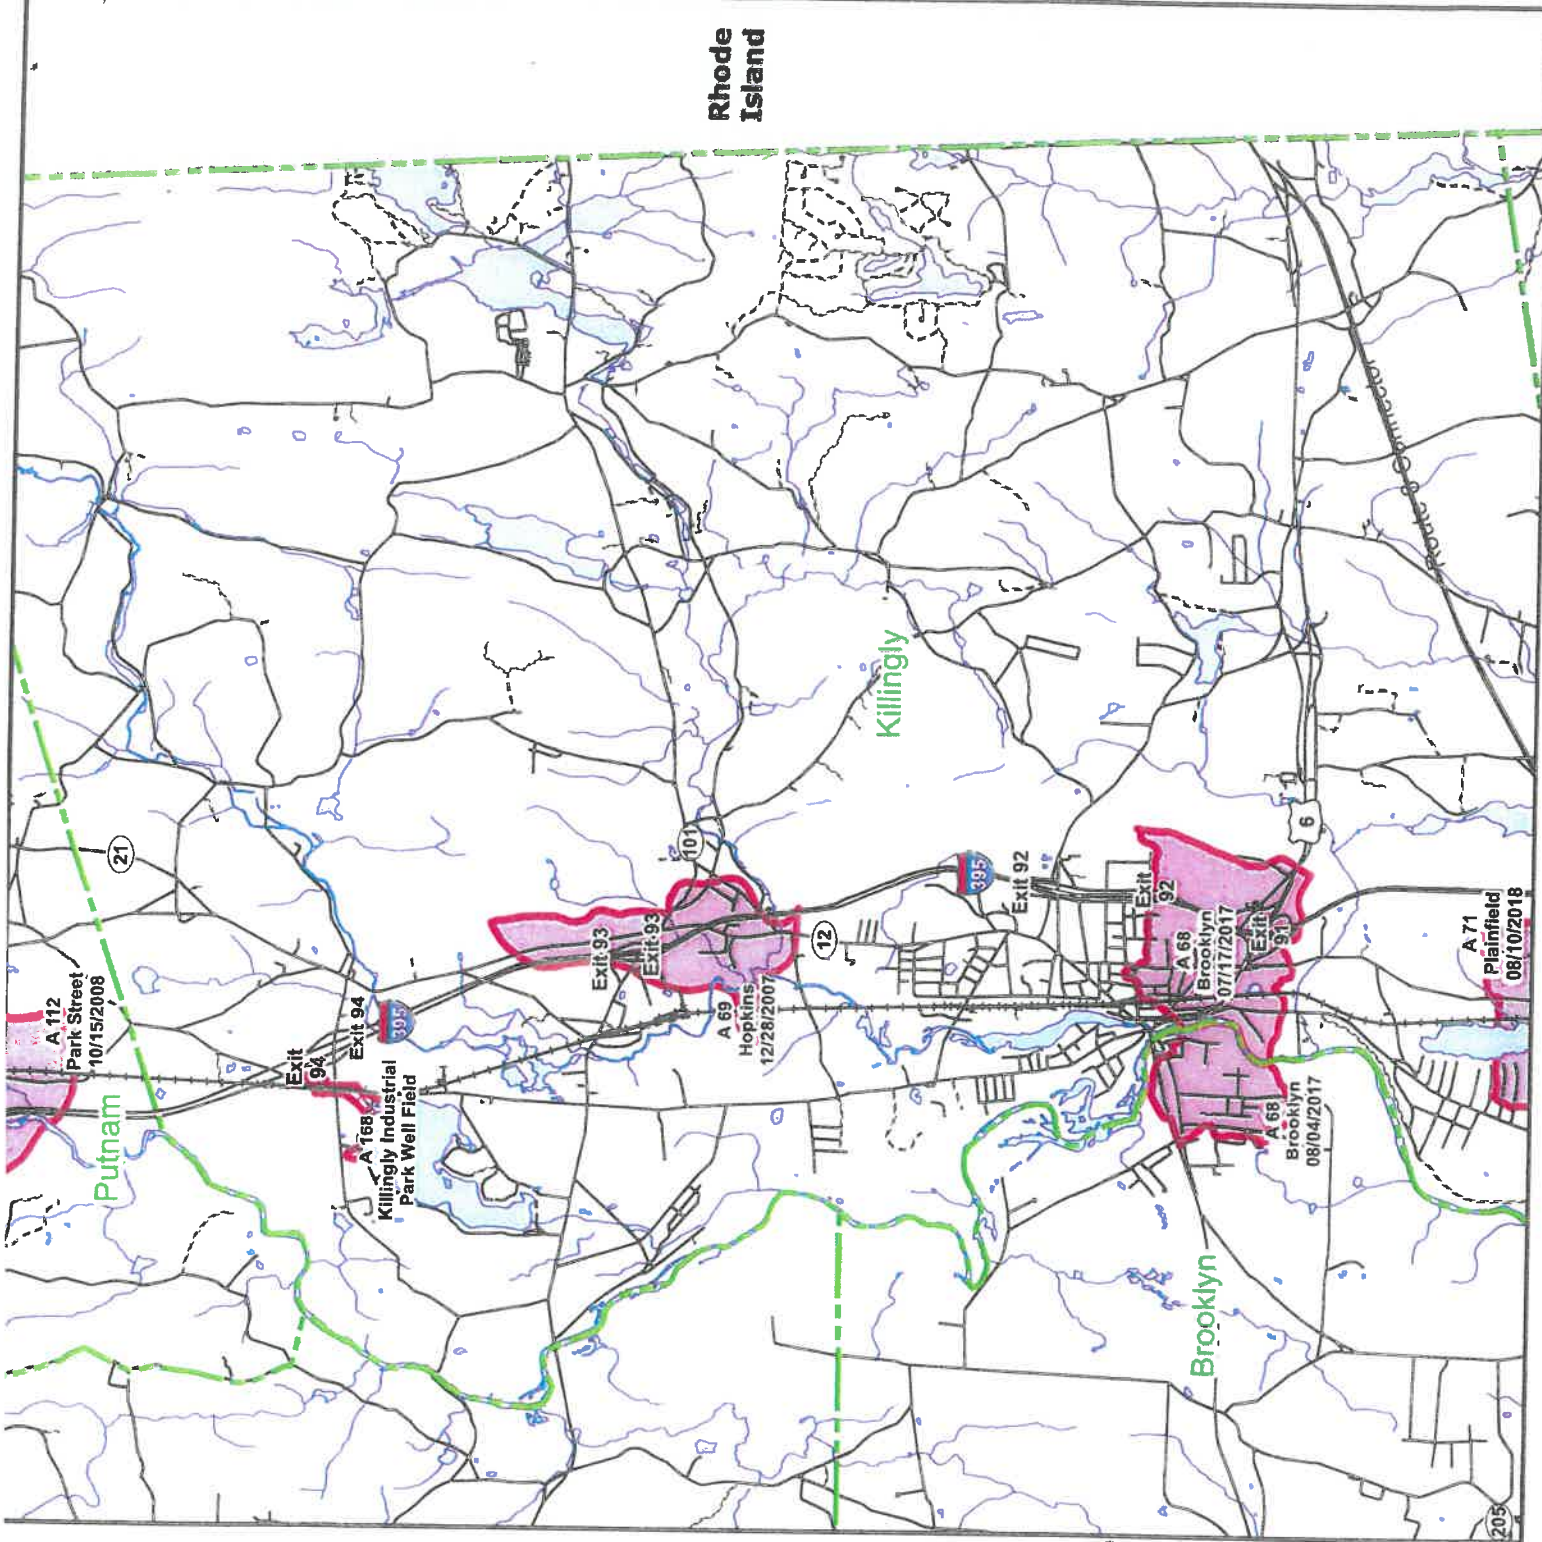 Rhode
Island
A 112
Park Street
10/15/2008
Putnam
21
Exit
94
Exit 94
395
A 168
Killingly Industrial
Park Well Field
Exit 93
Exit 93
101
A 69
Hopkins
12/28/2007
12
Killingly
395
Exit 92
Exit
92
A 68
Brooklyn
07/17/2017
Exit
91
6
Route 6 Connector
A 68
Brooklyn
08/04/2017
Brooklyn
A 71
Plainfield
08/10/2018
205